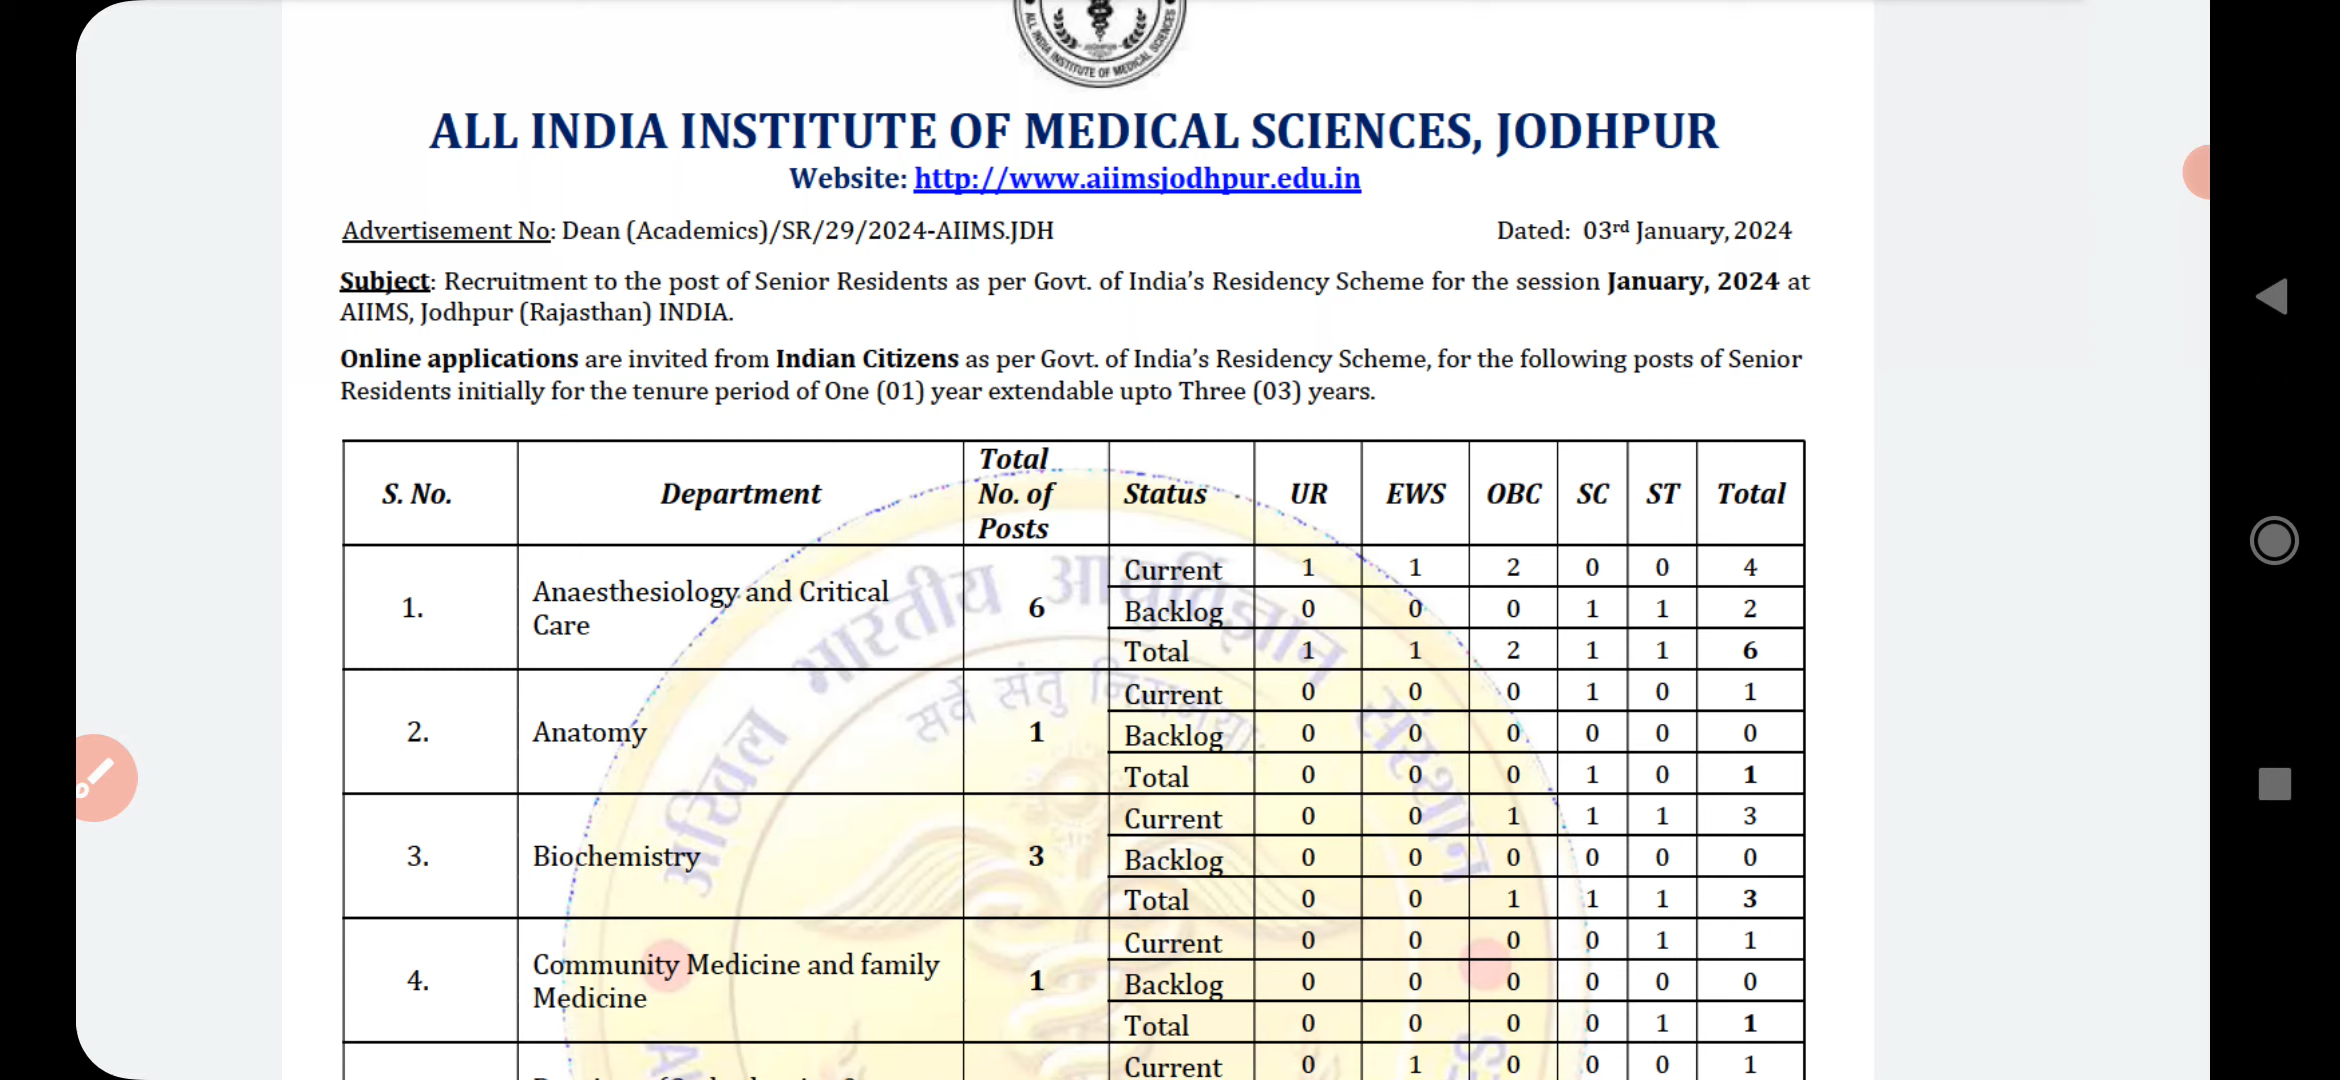 ALL INDIA INSTITUTE OF MEDICAL SCIENCES
JODHPUR
ALL INDIA INSTITUTE OF MEDICAL SCIENCES, JODHPUR
Website: http://www.aiimsjodhpur.edu.in
Advertisement No: Dean (Academics)/SR/29/2024-AIIMS.JDH Dated: 03rd January, 2024
Subject: Recruitment to the post of Senior Residents as per Govt. of India’s Residency Scheme for the session January, 2024 at
AIIMS, Jodhpur (Rajasthan) INDIA.
Online applications are invited from Indian Citizens as per Govt. of India’s Residency Scheme, for the following posts of Senior
Residents initially for the tenure period of One (01) year extendable upto Three (03) years.
S. No. Department Total No. of Posts Status UR EWS OBC SC ST Total
1. Anaesthesiology and Critical Care 6 Current 1 1 2 0 0 4
Backlog 0 0 0 1 1 2
Total 1 1 2 1 1 6
2. Anatomy 1 Current 0 0 0 1 0 1
Backlog 0 0 0 0 0 0
Total 0 0 0 1 0 1
3. Biochemistry 3 Current 0 0 1 1 1 3
Backlog 0 0 0 0 0 0
Total 0 0 1 1 1 3
4. Community Medicine and family Medicine 1 Current 0 0 0 0 1 1
Backlog 0 0 0 0 0 0
Total 0 0 0 0 1 1
Current 0 1 0 0 0 1
अखिल भारतीय आयुर्विज्ञान संस्थान
सर्वे संतु